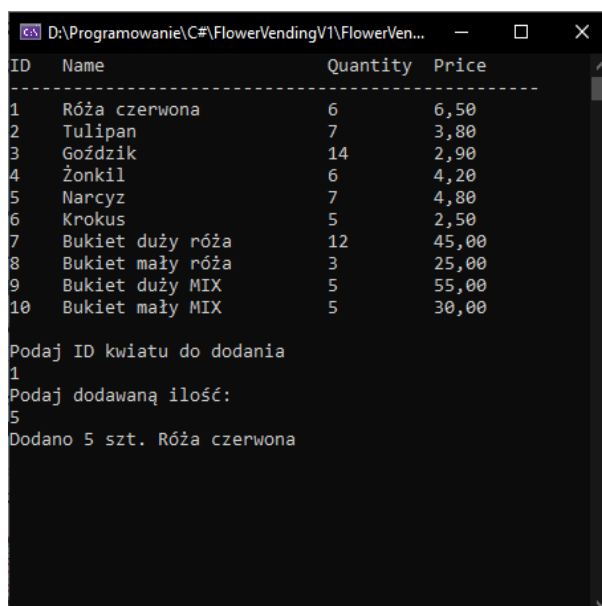 D:\Programowanie\C#\FlowerVendingV1\FlowerVen...
ID Name Quantity Price
--------------------------------------------------
1 Róża czerwona 6 6,50
2 Tulipan 7 3,80
3 Goździk 14 2,90
4 Żonkil 6 4,20
5 Narcyz 7 4,80
6 Krokus 5 2,50
7 Bukiet duży róża 12 45,00
8 Bukiet mały róża 3 25,00
9 Bukiet duży MIX 5 55,00
10 Bukiet mały MIX 5 30,00
Podaj ID kwiatu do dodania
1
Podaj dodawaną ilość:
5
Dodano 5 szt. Róża czerwona